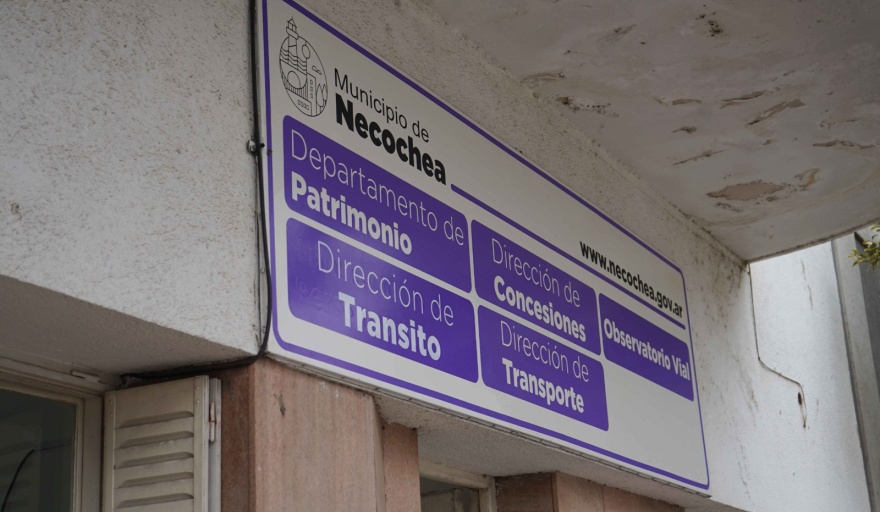 Municipio de
Necochea
www.necochea.gov.ar
Departamento de
Patrimonio
Dirección de
Concesiones
Observatorio Vial
Dirección de
Transito
Dirección de
Transporte